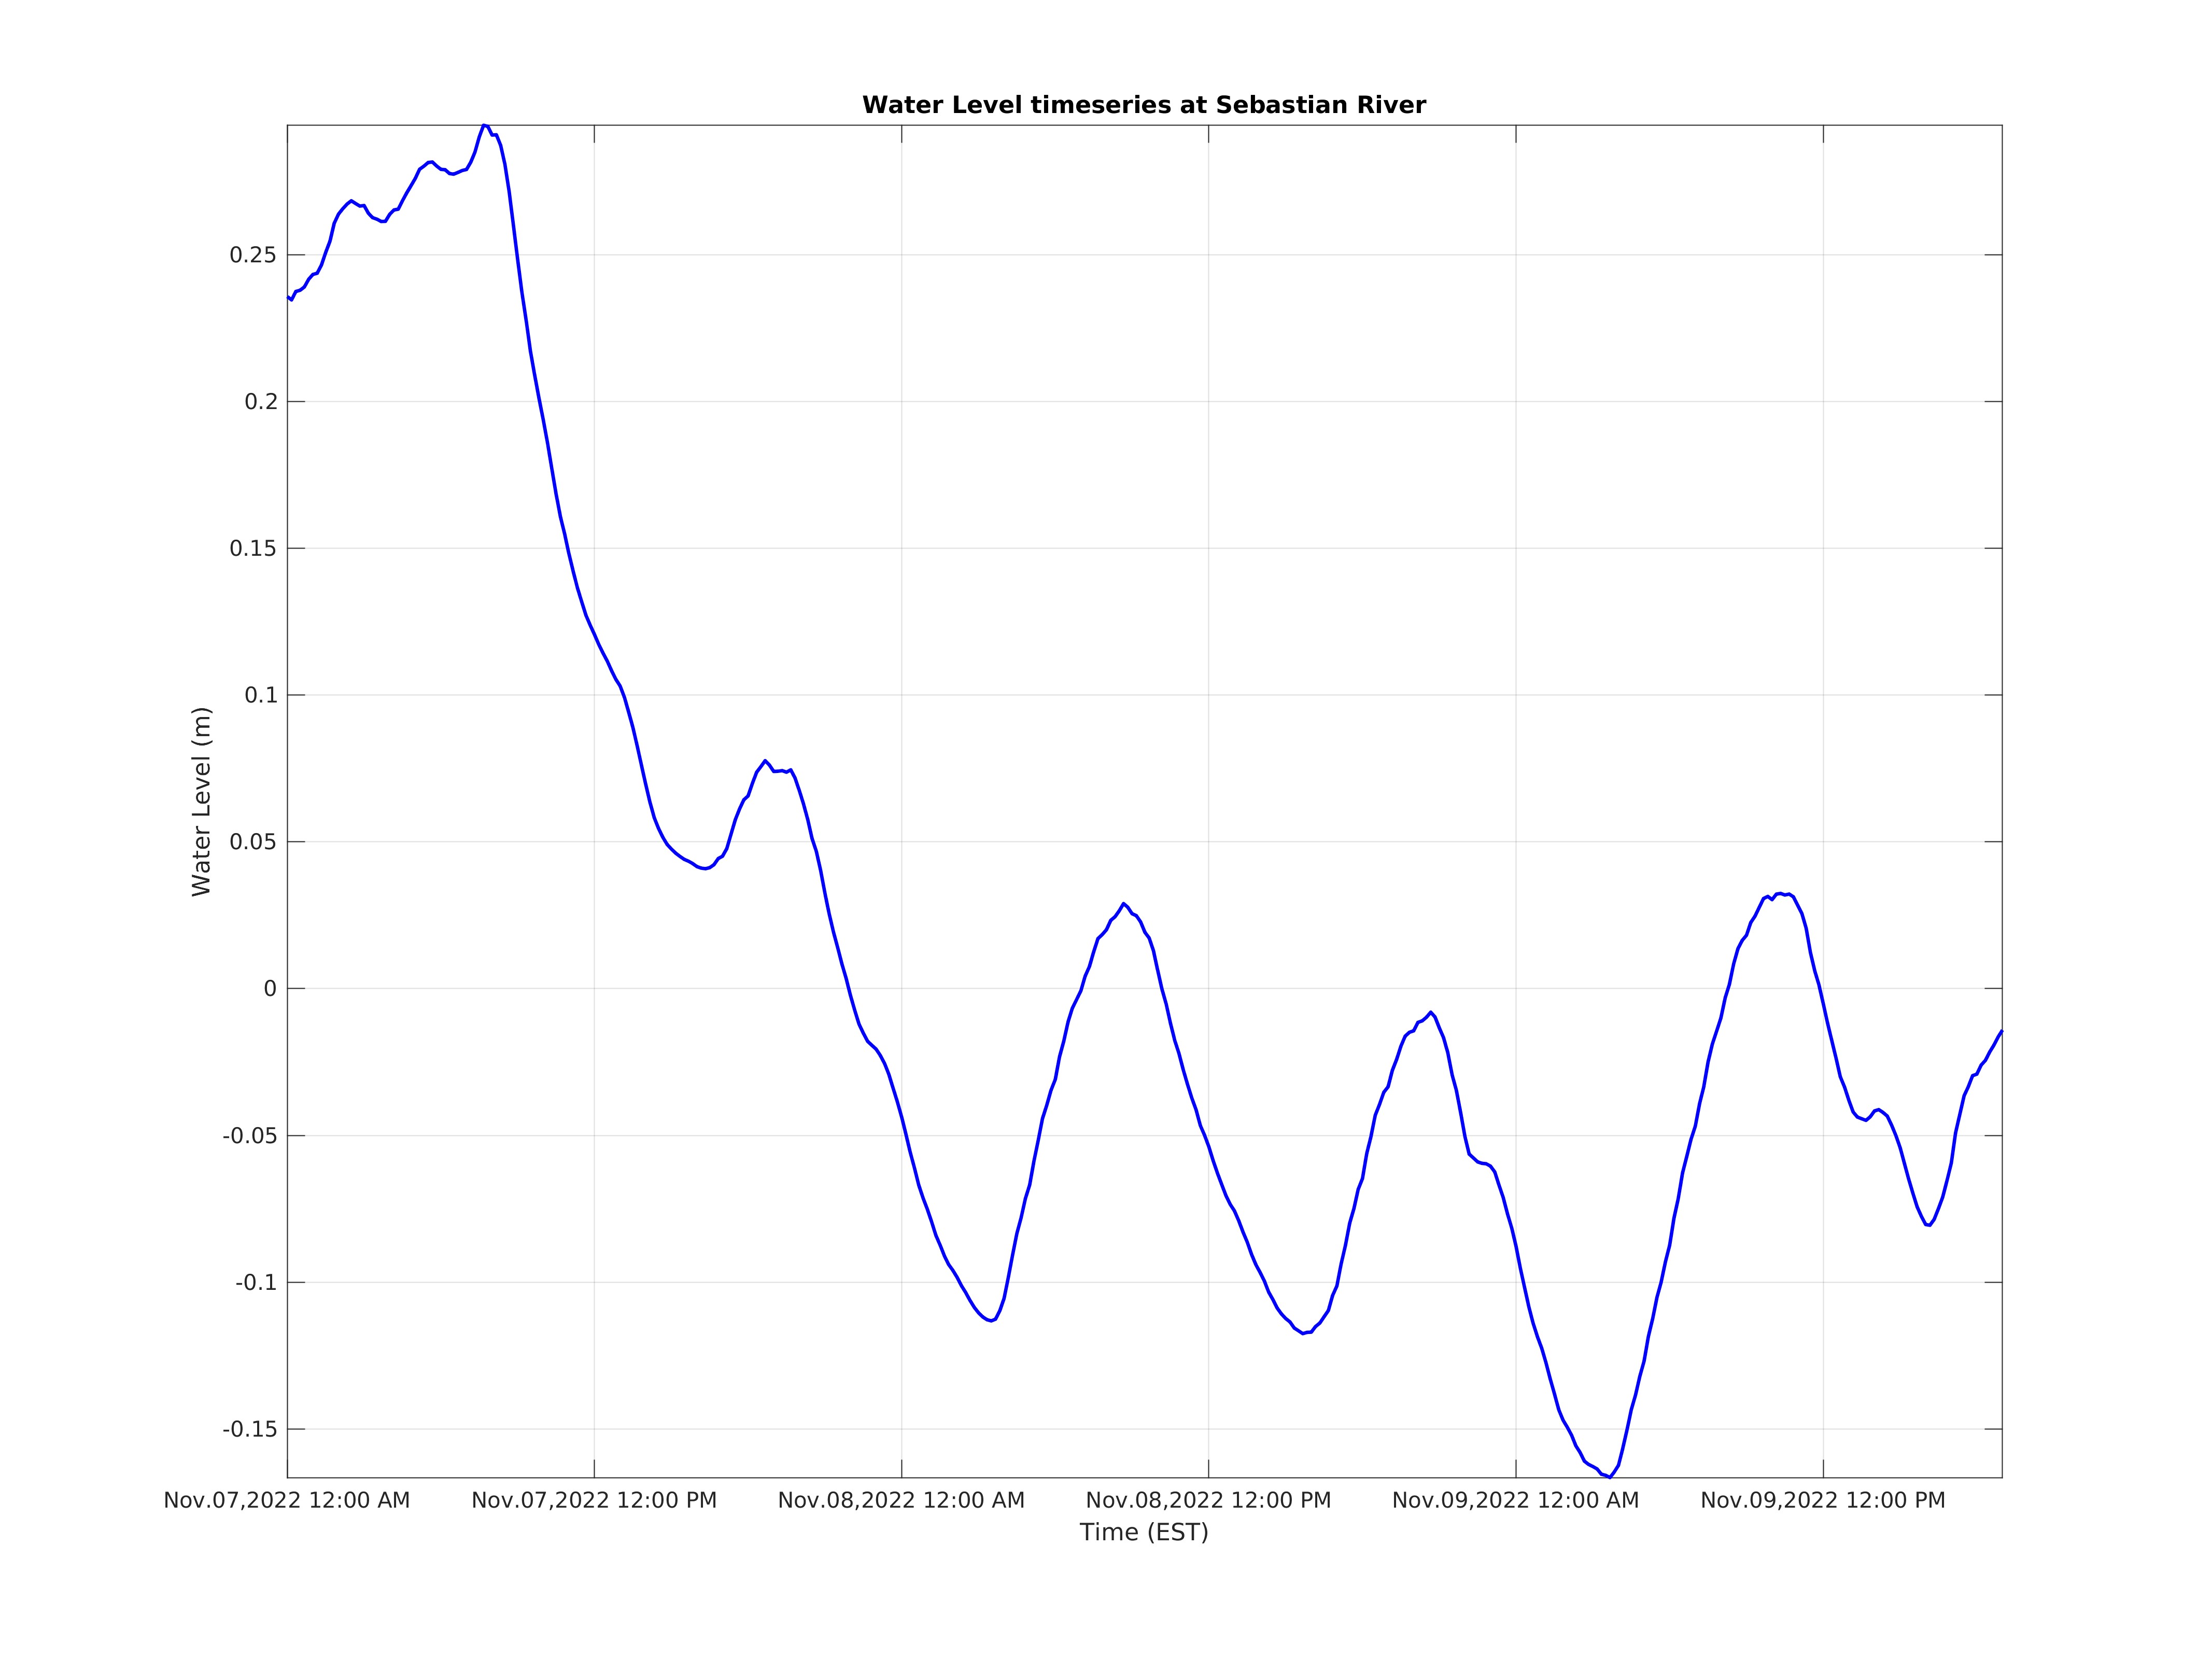 Water Level timeseries at Sebastian River
0.25
0.2
0.15
0.1
0.05
0
-0.05
-0.1
-0.15
Water Level (m)
Nov.07,2022 12:00 AM
Nov.07,2022 12:00 PM
Nov.08,2022 12:00 AM
Nov.08,2022 12:00 PM
Nov.09,2022 12:00 AM
Nov.09,2022 12:00 PM
Time (EST)